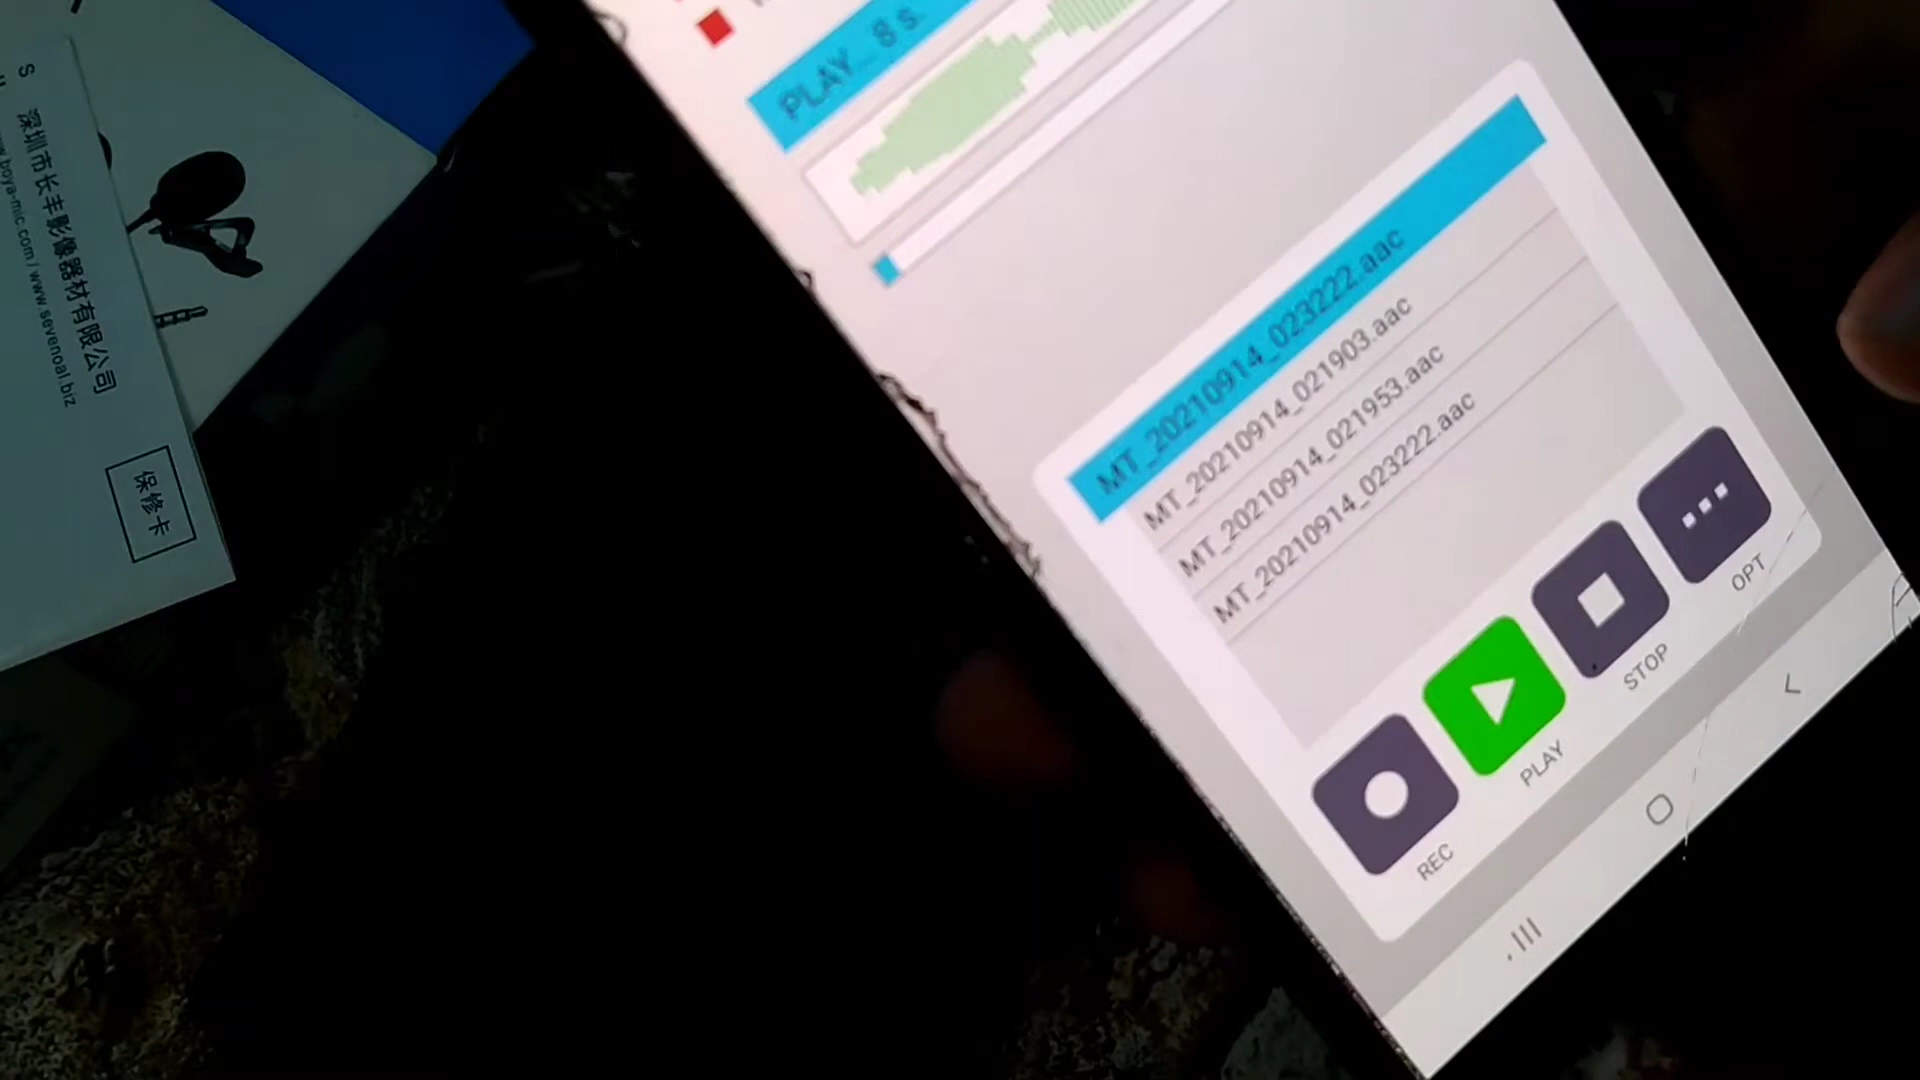 PLAY 8 s.
MT_20210914_023222.aac
MT_20210914_021903.aac
MT_20210914_021953.aac
MT_20210914_023222.aac
REC
PLAY
STOP
OPT
深圳市长丰影像器材有限公司
www.boya-mic.com / www.sevenoal.biz
保修卡